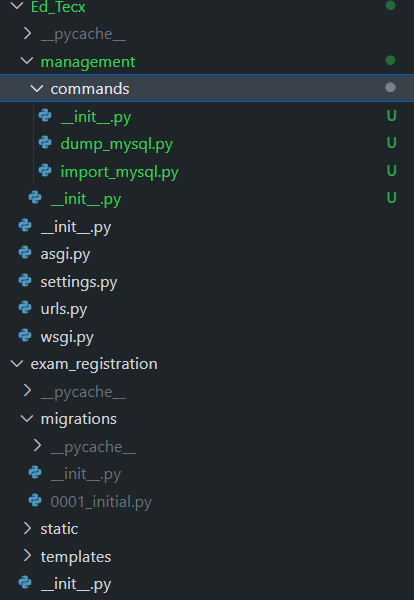 Ed_Tecx
__pycache__
management
commands
__init__.py
U
dump_mysql.py
U
import_mysql.py
U
__init__.py
U
__init__.py
asgi.py
settings.py
urls.py
wsgi.py
exam_registration
__pycache__
migrations
__pycache__
__init__.py
0001_initial.py
static
templates
__init__.py